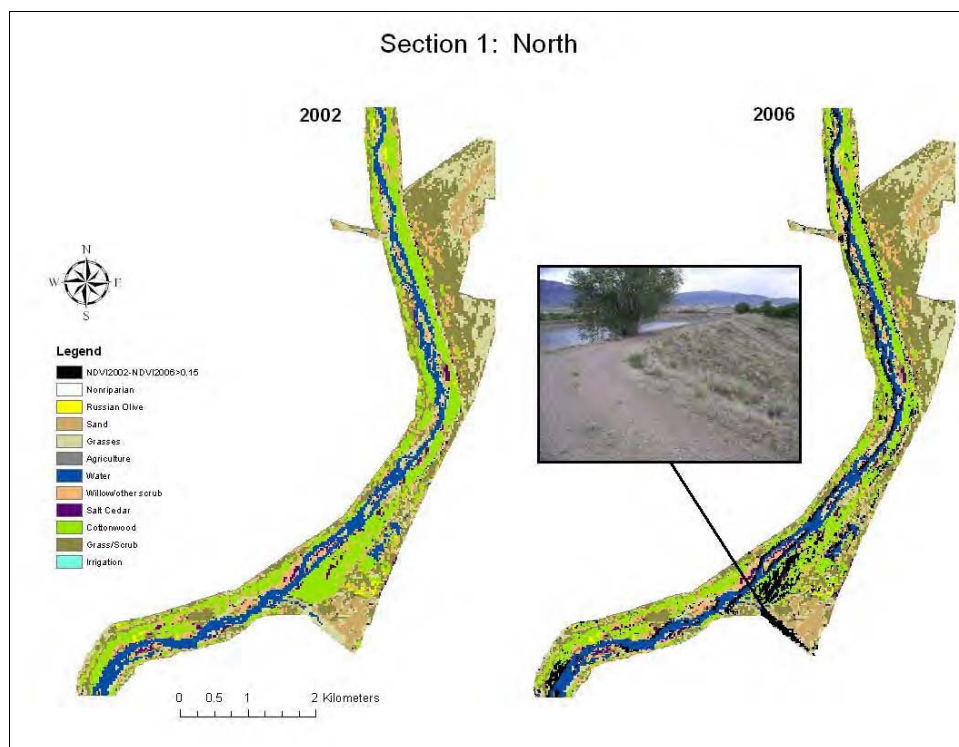 Section 1: North
2002
2006
N
W E
S
Legend
NDVI2002-NDVI2006>0.15
Nonriparian
Russian Olive
Sand
Grasses
Agriculture
Water
Willow/other scrub
Salt Cedar
Cottonwood
Grass/Scrub
Irrigation
0 0.5 1 2 Kilometers